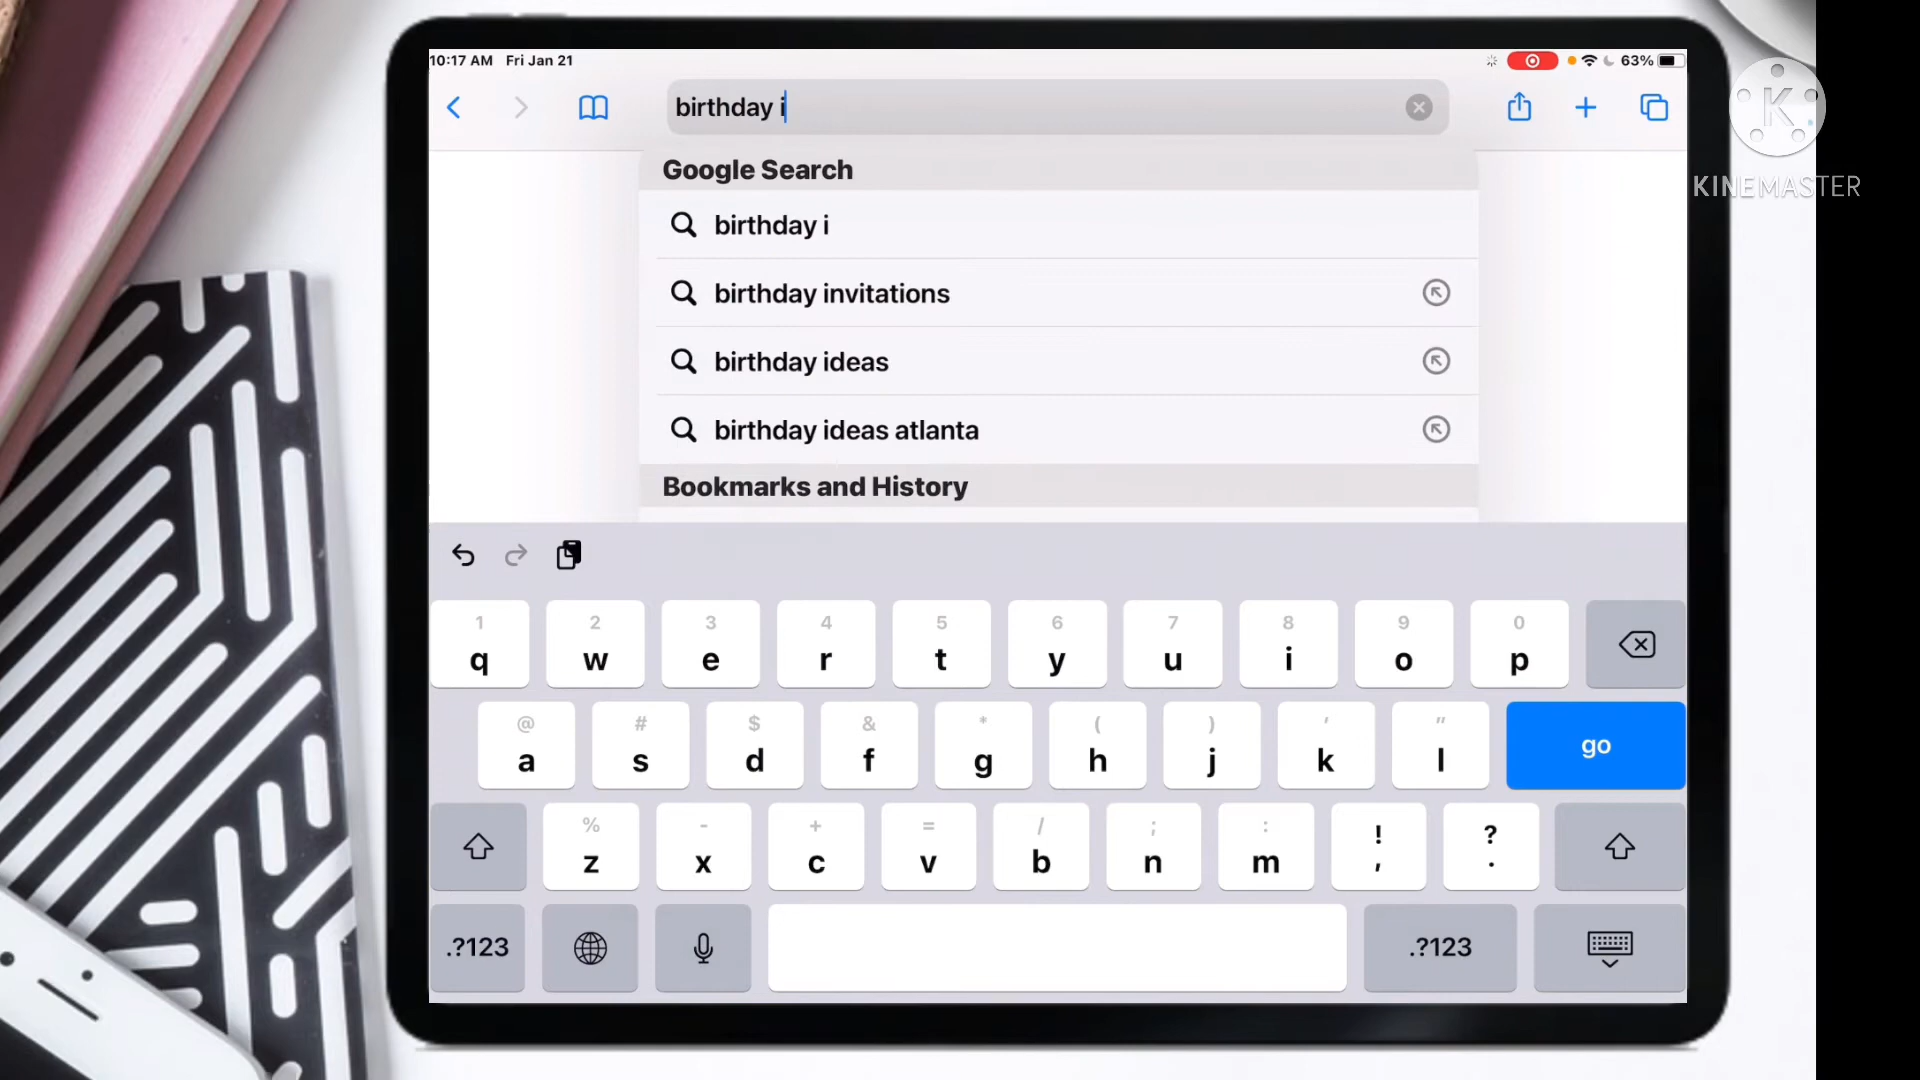 10:17 AM Fri Jan 21
63%
birthday i
KINEMASTER
Google Search
birthday i
birthday invitations
birthday ideas
birthday ideas atlanta
Bookmarks and History
1 2 3 4 5 6 7 8 9 0
q w e r t y u i o p
@ # $ & * ( ) ' "
a s d f g h j k l go
% - + = / ; : ! ?
z x c v b n m , .
.?123 .?123